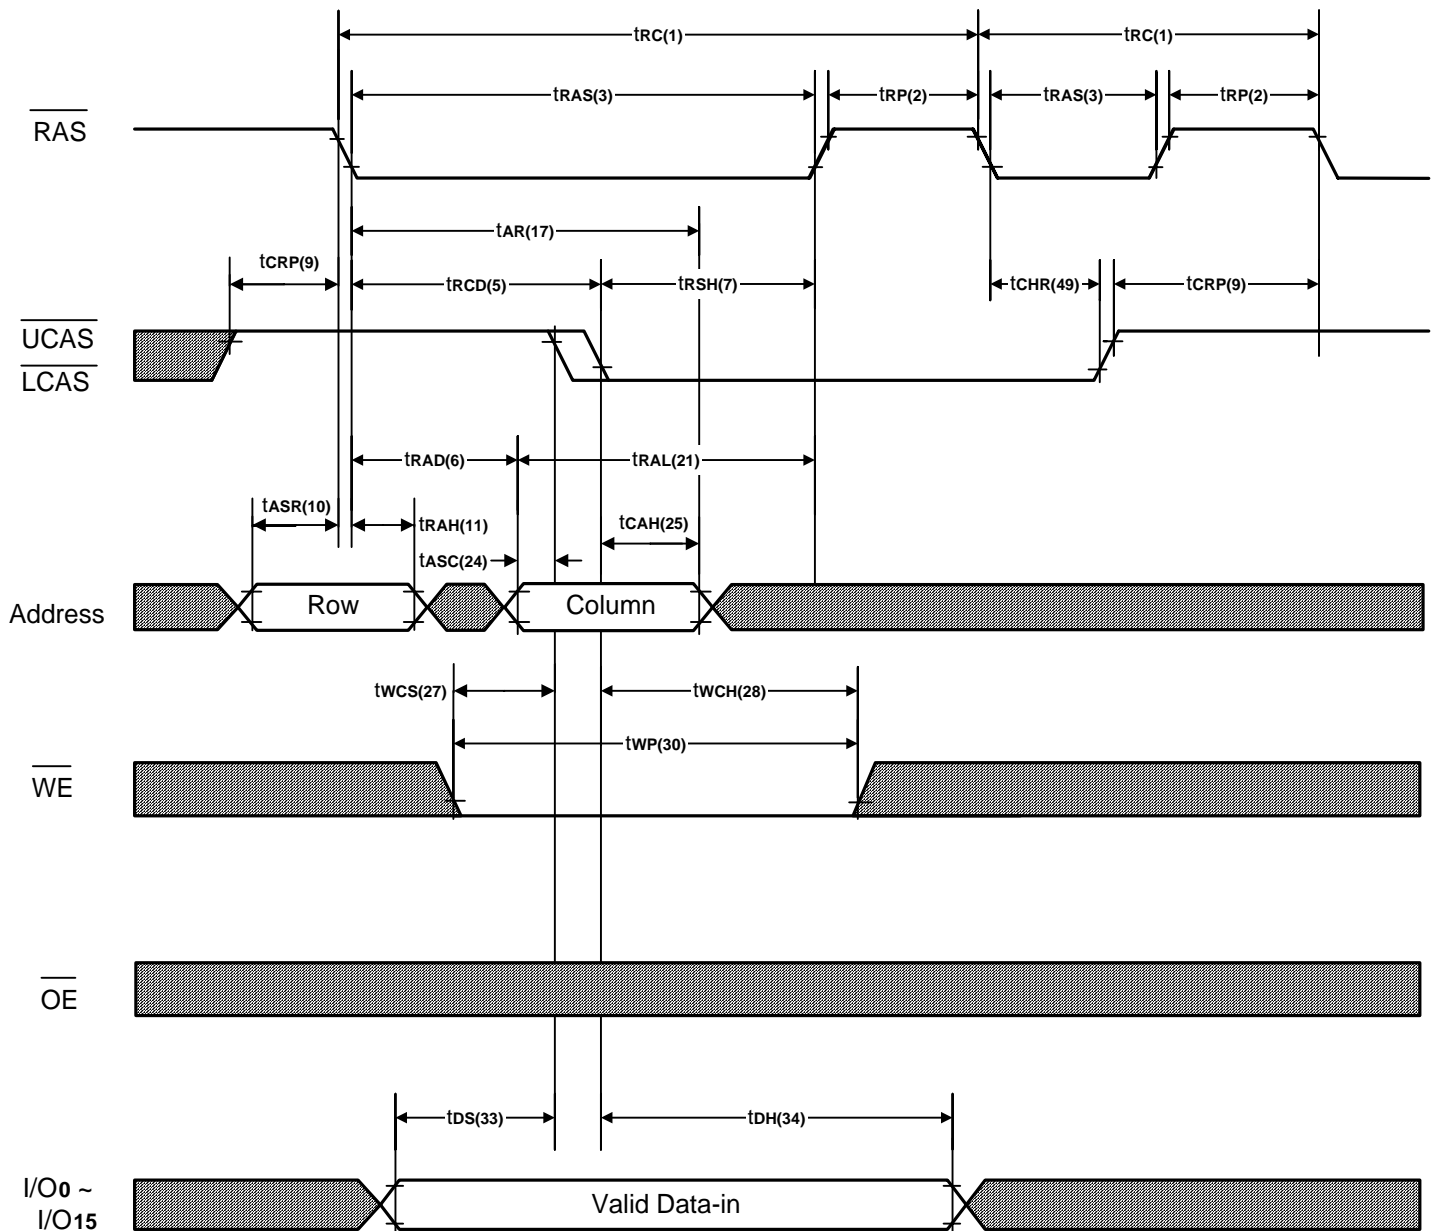 tRC(1) tRC(1)
tRAS(3) tRP(2) tRAS(3) tRP(2)
RAS
tAR(17)
tCRP(9) tRCD(5) tRSH(7) tCHR(49) tCRP(9)
UCAS
LCAS
tRAD(6) tRAL(21)
tASR(10) tRAH(11) tCAH(25)
tASC(24)
Address Row Column
tWCS(27) tWCH(28)
tWP(30)
WE
OE
tDS(33) tDH(34)
I/O0 ~
I/O15 Valid Data-in